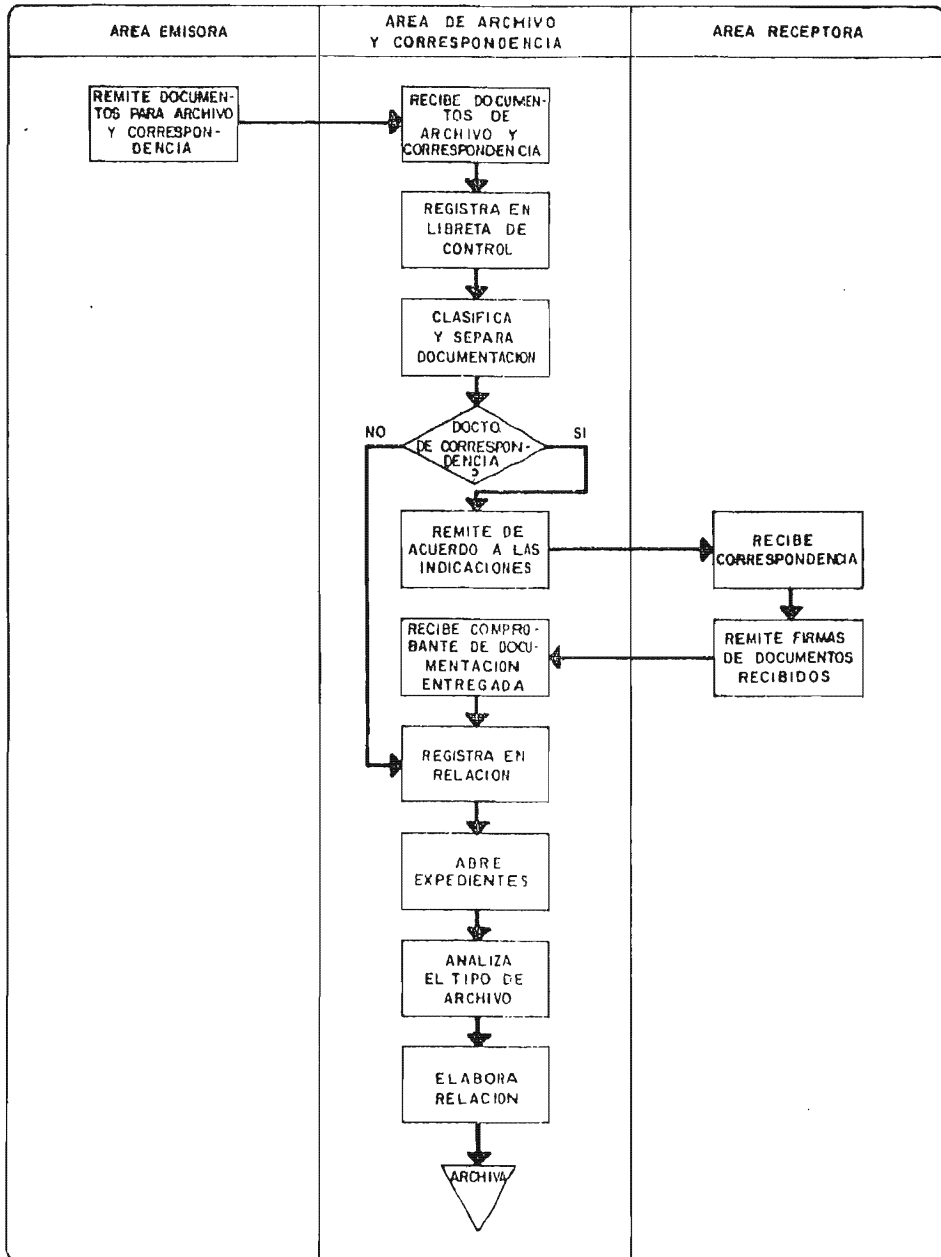 AREA EMISORA
AREA DE ARCHIVO
Y CORRESPONDENCIA
AREA RECEPTORA
REMITE DOCUMEN-
TOS PARA ARCHIVO
Y CORRESPON-
DENCIA
RECIBE DOCUMEN-
TOS DE
ARCHIVO Y
CORRESPONDENCIA
REGISTRA EN
LIBRETA DE
CONTROL
CLASIFICA
Y SEPARA
DOCUMENTACION
NO
DOCTO.
DE CORRESPON-
DENCIA
?
SI
REMITE DE
ACUERDO A LAS
INDICACIONES
RECIBE
CORRESPONDENCIA
RECIBE COMPRO-
BANTE DE DOCU-
MENTACION
ENTREGADA
REMITE FIRMAS
DE DOCUMENTOS
RECIBIDOS
REGISTRA EN
RELACION
ABRE
EXPEDIENTES
ANALIZA
EL TIPO DE
ARCHIVO
ELABORA
RELACION
ARCHIVA